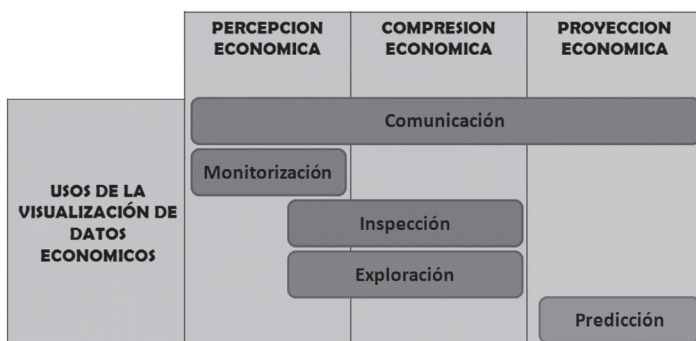 PERCEPCION
ECONOMICA
COMPRESION
ECONOMICA
PROYECCION
ECONOMICA
USOS DE LA
VISUALIZACIÓN DE
DATOS
ECONOMICOS
Comunicación
Monitorización
Inspección
Exploración
Predicción